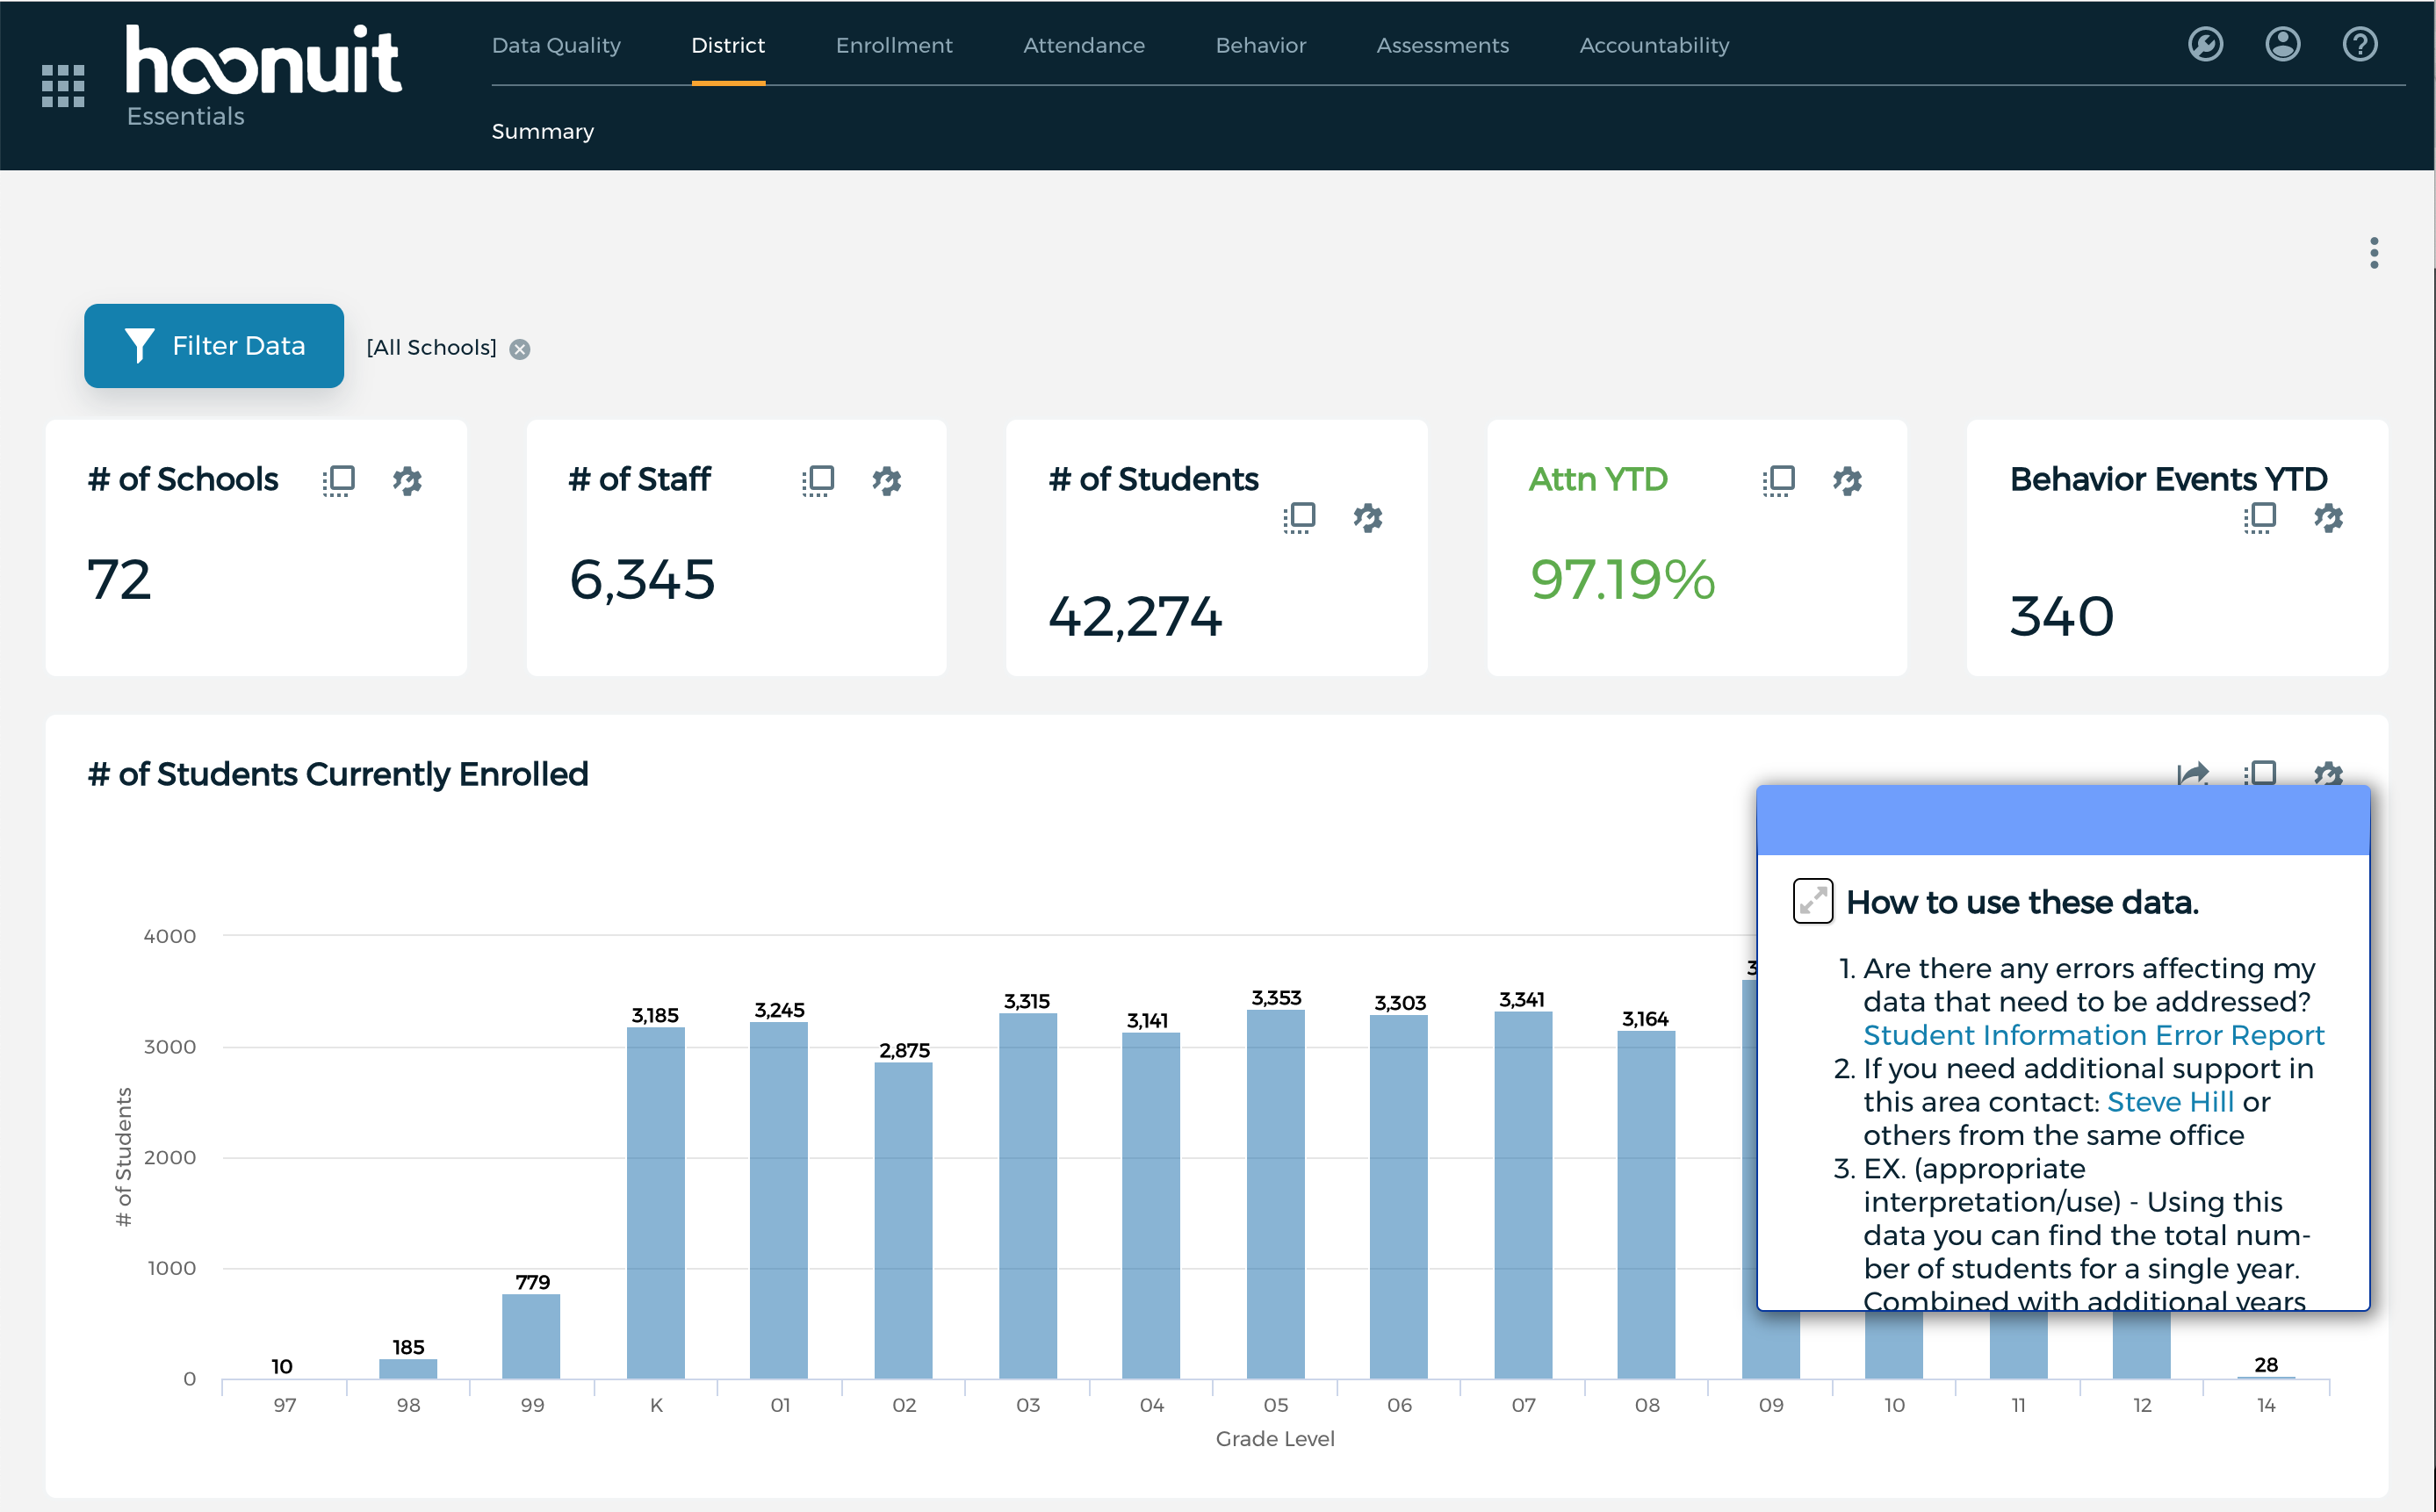 hoonuit
Essentials
Data Quality District Enrollment Attendance Behavior Assessments Accountability
Summary
Filter Data [All Schools]
# of Schools
72
# of Staff
6,345
# of Students
42,274
Attn YTD
97.19%
Behavior Events YTD
340
# of Students Currently Enrolled
# of Students
4000
3000
2000
1000
0
10
185
779
3,185
3,245
2,875
3,315
3,141
3,353
3,303
3,341
3,164
3
28
97 98 99 K 01 02 03 04 05 06 07 08 09 10 11 12 14
Grade Level
How to use these data.
1. Are there any errors affecting my
data that need to be addressed?
Student Information Error Report
2. If you need additional support in
this area contact: Steve Hill or
others from the same office
3. EX. (appropriate
interpretation/use) - Using this
data you can find the total num-
ber of students for a single year.
Combined with additional years